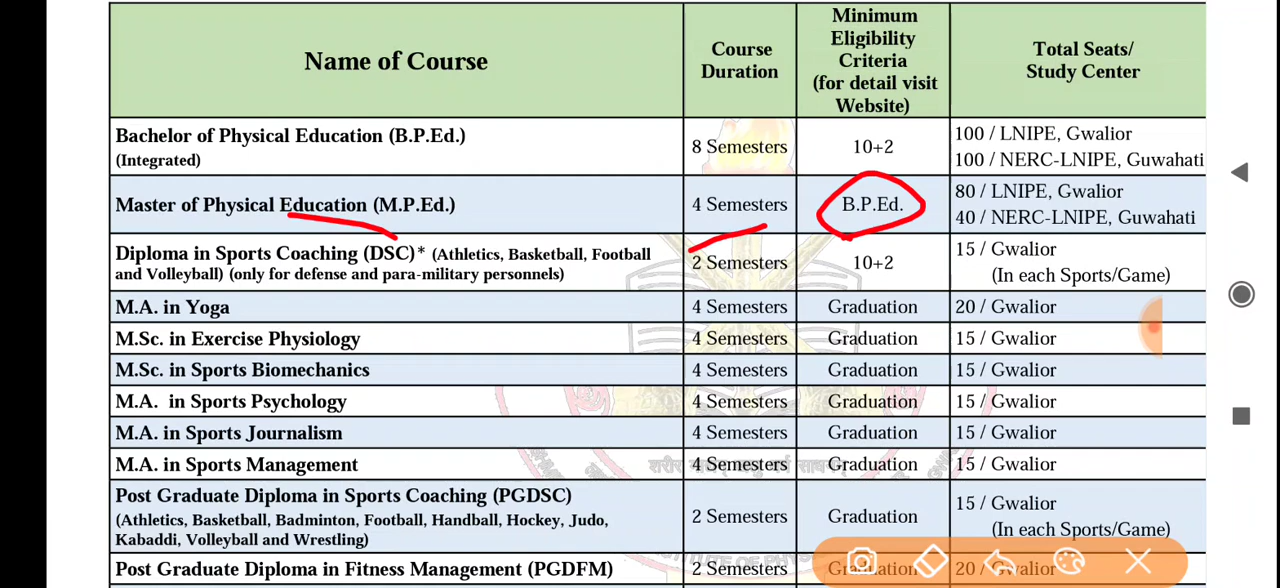 Name of Course
Course
Duration
Minimum
Eligibility
Criteria
(for detail visit
Website)
Total Seats/
Study Center
Bachelor of Physical Education (B.P.Ed.)
(Integrated)
8 Semesters
10+2
100 / LNIPE, Gwalior
100 / NERC-LNIPE, Guwahati
Master of Physical Education (M.P.Ed.)
4 Semesters
B.P.Ed.
80 / LNIPE, Gwalior
40 / NERC-LNIPE, Guwahati
Diploma in Sports Coaching (DSC)* (Athletics, Basketball, Football
and Volleyball) (only for defense and para-military personnels)
2 Semesters
10+2
15 / Gwalior
(In each Sports/Game)
M.A. in Yoga
4 Semesters
Graduation
20 / Gwalior
M.Sc. in Exercise Physiology
4 Semesters
Graduation
15 / Gwalior
M.Sc. in Sports Biomechanics
4 Semesters
Graduation
15 / Gwalior
M.A. in Sports Psychology
4 Semesters
Graduation
15 / Gwalior
M.A. in Sports Journalism
4 Semesters
Graduation
15 / Gwalior
M.A. in Sports Management
4 Semesters
Graduation
15 / Gwalior
Post Graduate Diploma in Sports Coaching (PGDSC)
(Athletics, Basketball, Badminton, Football, Handball, Hockey, Judo,
Kabaddi, Volleyball and Wrestling)
2 Semesters
Graduation
15 / Gwalior
(In each Sports/Game)
Post Graduate Diploma in Fitness Management (PGDFM)
2 Semesters
Graduation
20 / Gwalior